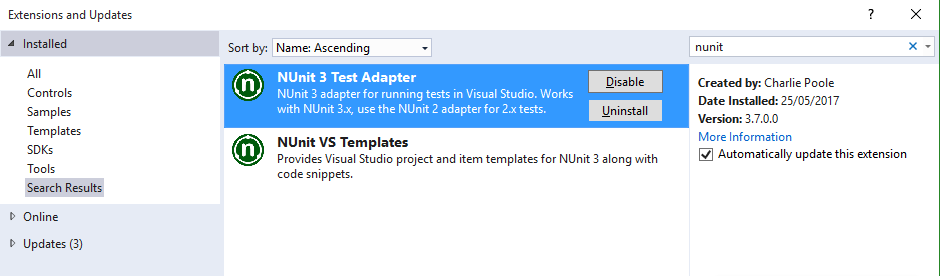 Extensions and Updates
?
Installed
Sort by: Name: Ascending
nunit
All
Controls
Samples
Templates
SDKs
Tools
Search Results
Online
Updates (3)
n
NUnit 3 Test Adapter
NUnit 3 adapter for running tests in Visual Studio. Works
with NUnit 3.x, use the NUnit 2 adapter for 2.x tests.
Disable
Uninstall
n
NUnit VS Templates
Provides Visual Studio project and item templates for NUnit 3 along with
code snippets.
Created by: Charlie Poole
Date Installed: 25/05/2017
Version: 3.7.0.0
More Information
Automatically update this extension